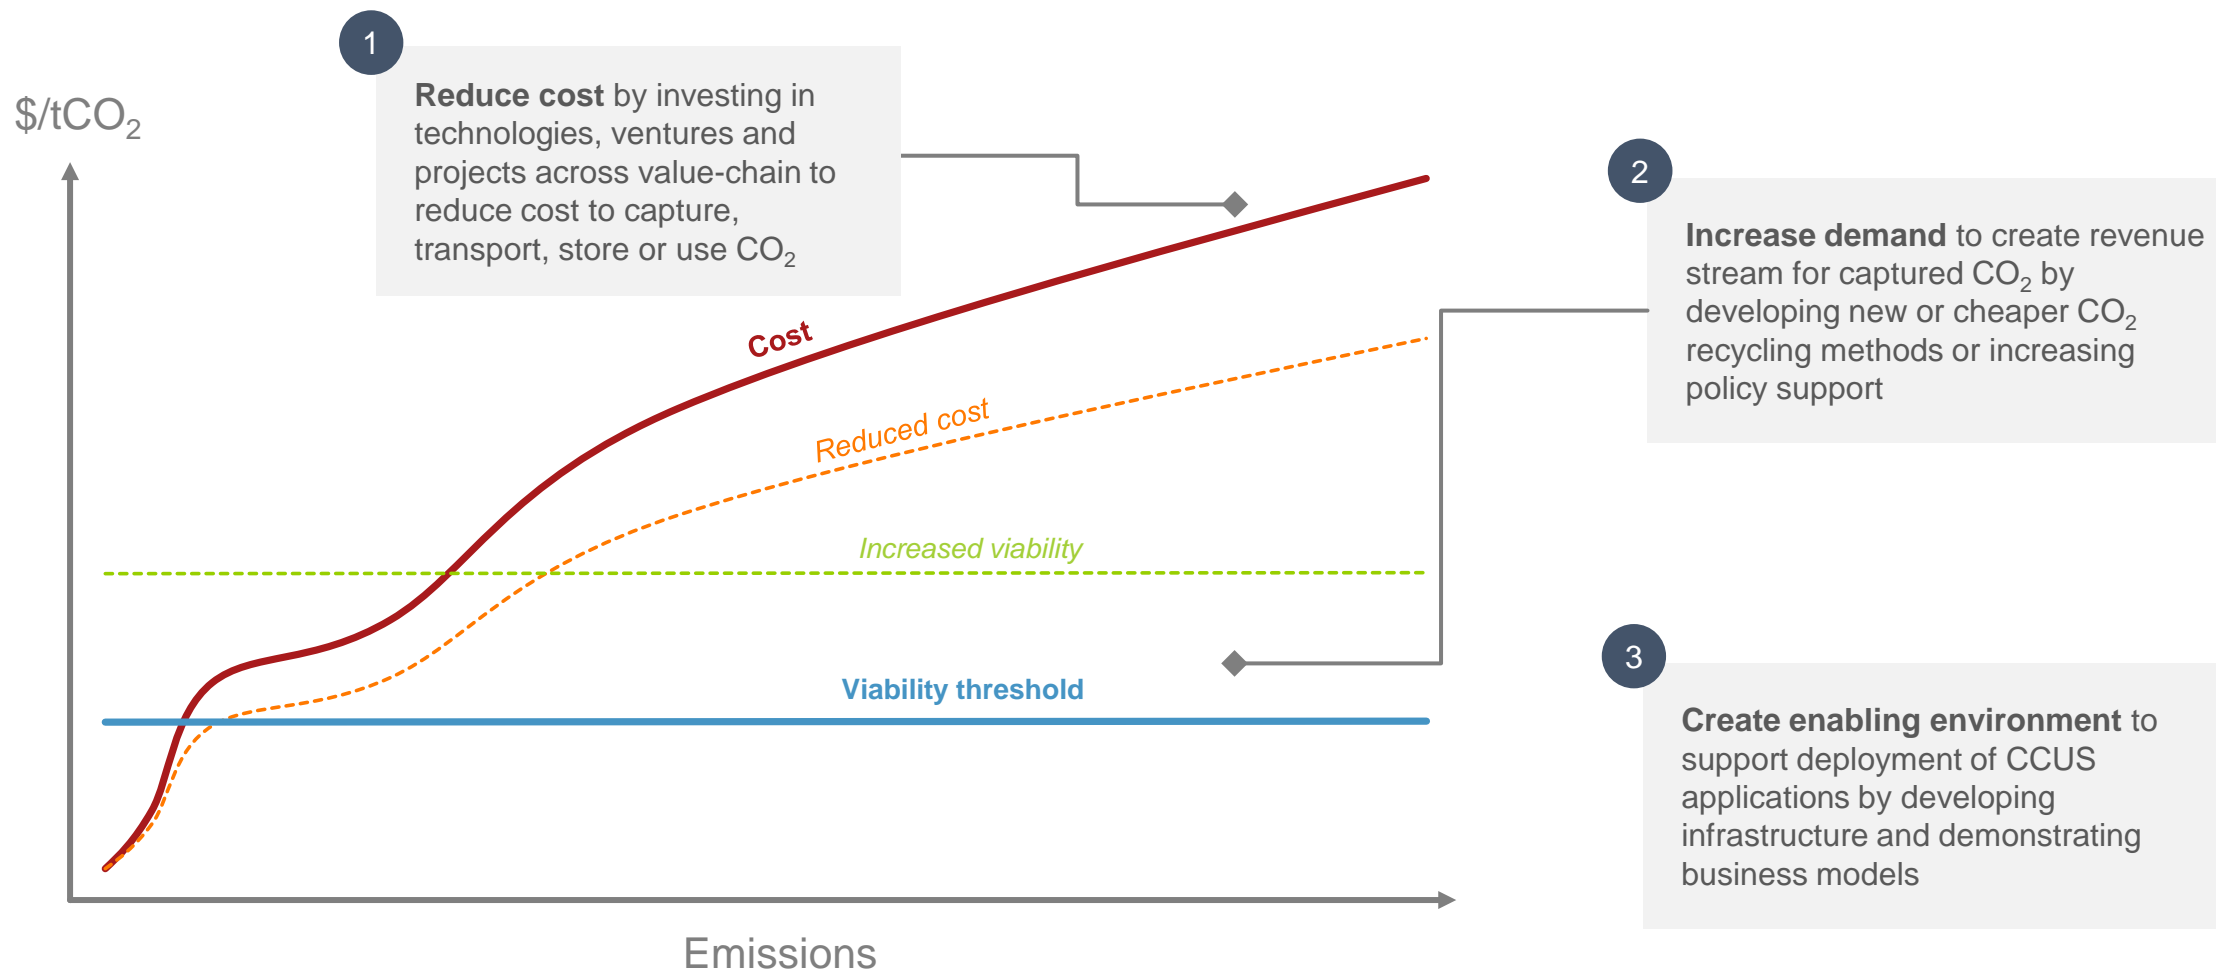 1
Reduce cost by investing in
technologies, ventures and
projects across value-chain to
reduce cost to capture,
transport, store or use CO₂
$/tCO₂
2
Increase demand to create revenue
stream for captured CO₂ by
developing new or cheaper CO₂
recycling methods or increasing
policy support
Cost
Reduced cost
Increased viability
Viability threshold
3
Create enabling environment to
support deployment of CCUS
applications by developing
infrastructure and demonstrating
business models
Emissions